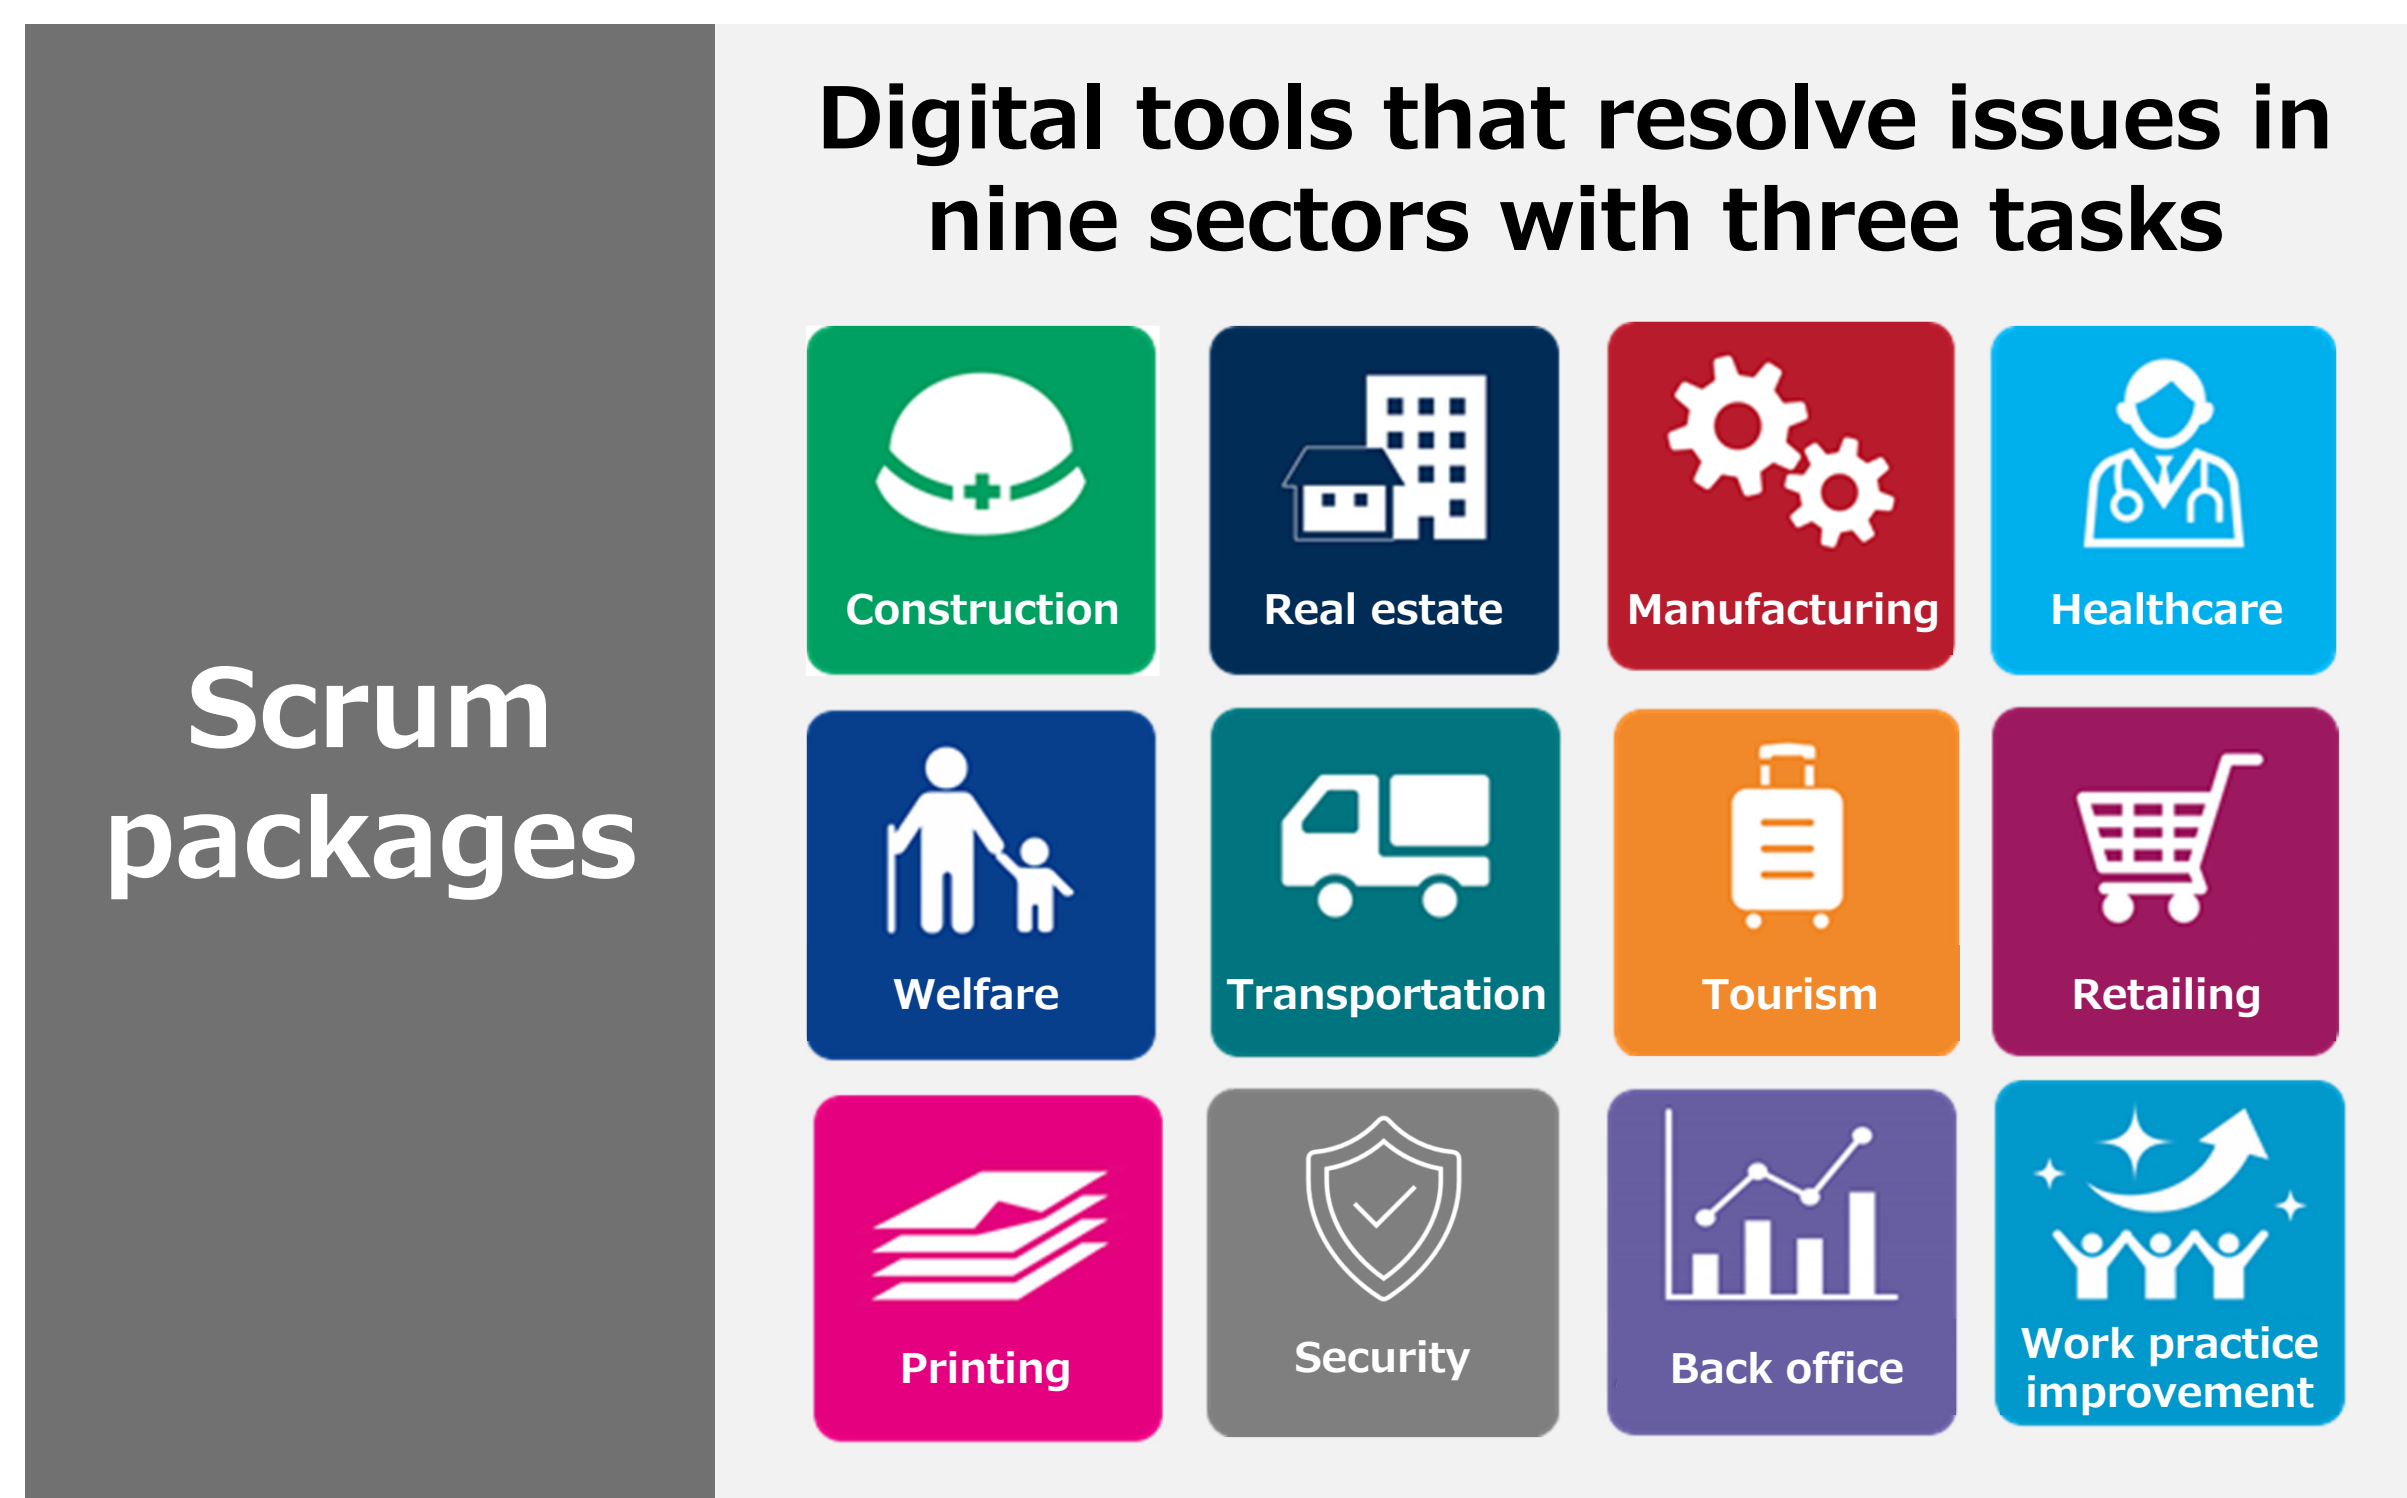 Scrum
packages
Digital tools that resolve issues in
nine sectors with three tasks
Construction
Real estate
Manufacturing
Healthcare
Welfare
Transportation
Tourism
Retailing
Printing
Security
Back office
Work practice
improvement